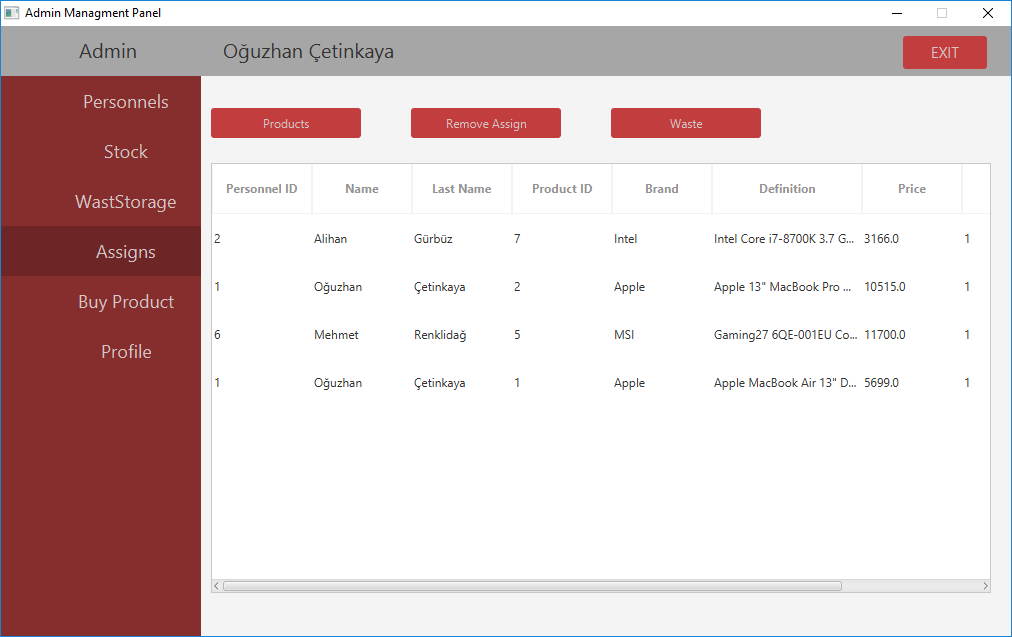 Admin Managment Panel
Admin
Oğuzhan Çetinkaya
EXIT
Personnels
Stock
WastStorage
Assigns
Buy Product
Profile
Products
Remove Assign
Waste
Personnel ID Name Last Name Product ID Brand Definition Price
2 Alihan Gürbüz 7 Intel Intel Core i7-8700K 3.7 G... 3166.0 1
1 Oğuzhan Çetinkaya 2 Apple Apple 13" MacBook Pro ... 10515.0 1
6 Mehmet Renklidağ 5 MSI Gaming27 6QE-001EU Co... 11700.0 1
1 Oğuzhan Çetinkaya 1 Apple Apple MacBook Air 13" D... 5699.0 1